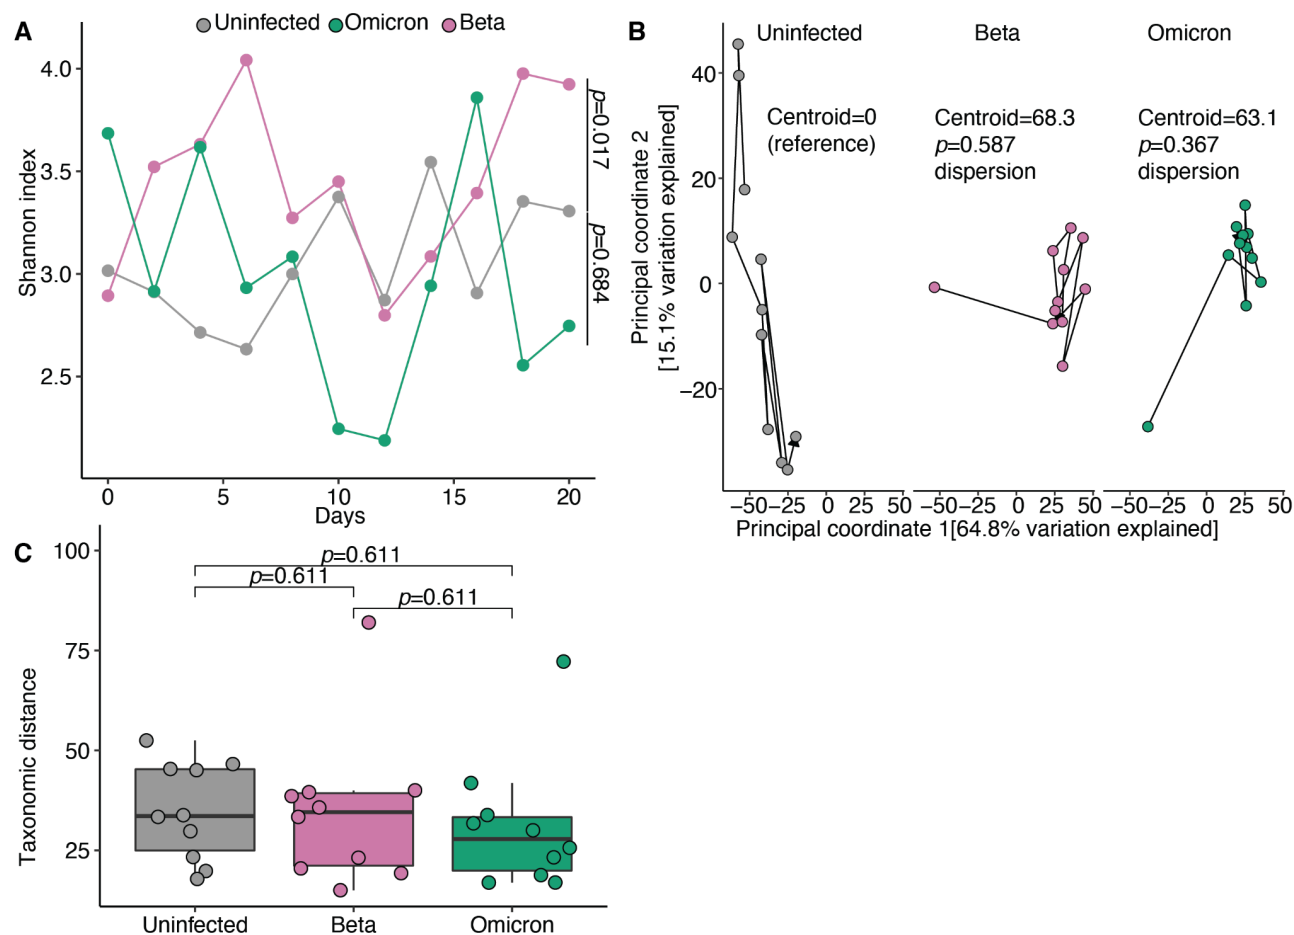 A
Uninfected Omicron Beta
Shannon index
4.0
3.5
3.0
2.5
p=0.017
p=0.684
0 5 10 15 20
Days
B
Uninfected Beta Omicron
Centroid=0
(reference)
Centroid=68.3
p=0.587
dispersion
Centroid=63.1
p=0.367
dispersion
Principal coordinate 2
[15.1% variation explained]
40
20
0
−20
−50 −25 0 25 50 −50 −25 0 25 50 −50 −25 0 25 50
Principal coordinate 1[64.8% variation explained]
C
Taxonomic distance
100
75
50
25
p=0.611
p=0.611
p=0.611
Uninfected Beta Omicron